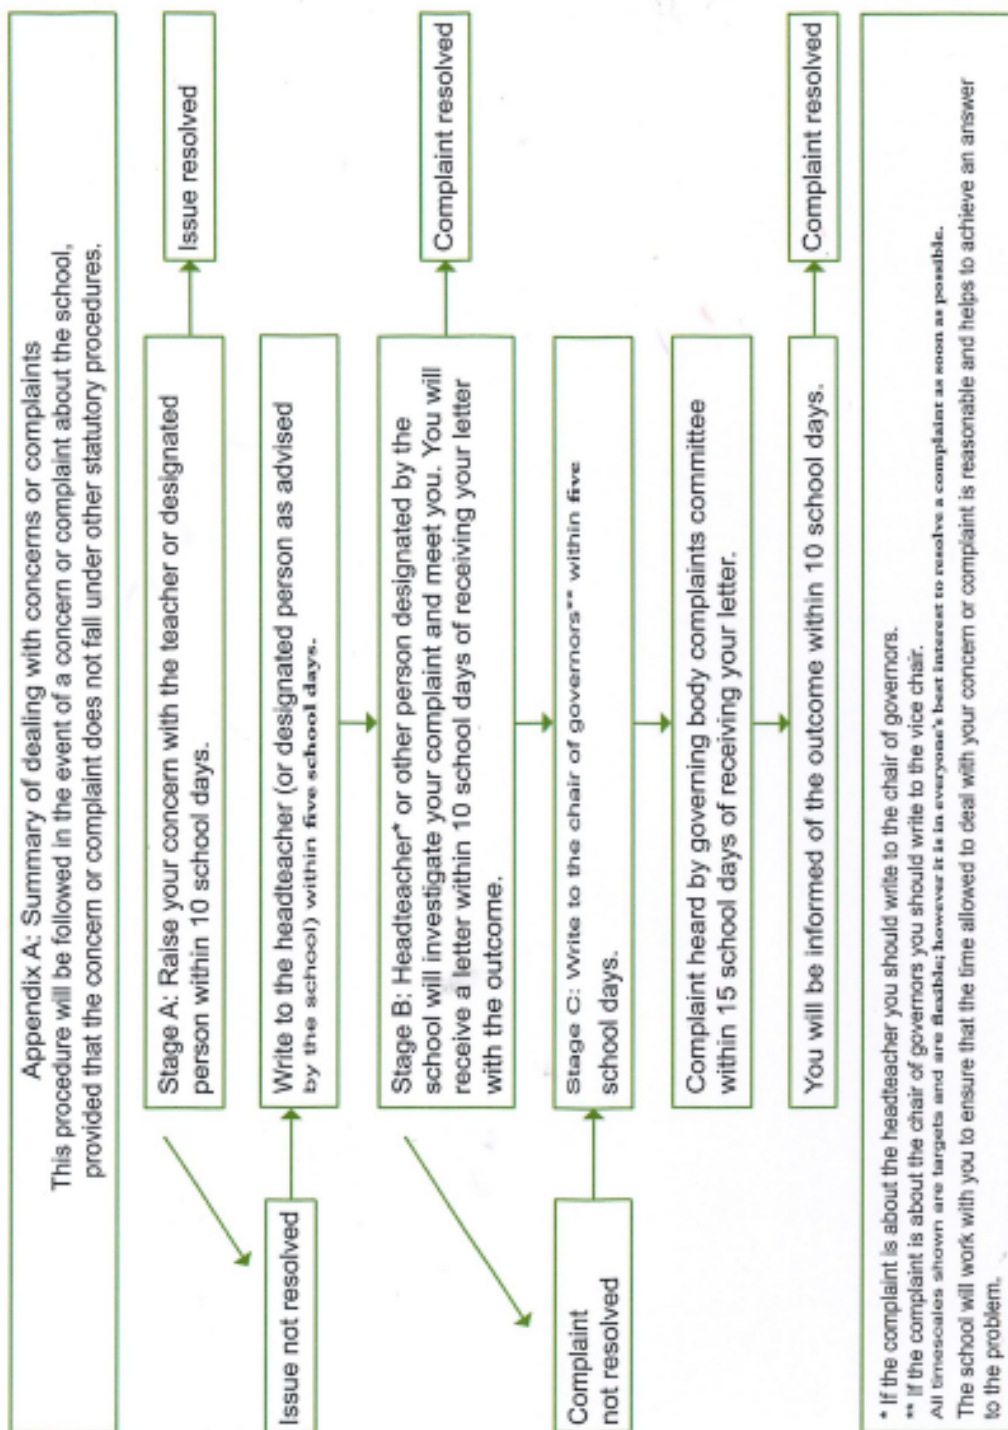 Appendix A: Summary of dealing with concerns or complaints
This procedure will be followed in the event of a concern or complaint about the school,
provided that the concern or complaint does not fall under other statutory procedures.
Stage A: Raise your concern with the teacher or designated
person within 10 school days.
Issue resolved
Issue not resolved
Write to the headteacher (or designated person as advised
by the school) within five school days.
Stage B: Headteacher* or other person designated by the
school will investigate your complaint and meet you. You will
receive a letter within 10 school days of receiving your letter
with the outcome.
Complaint resolved
Complaint
not resolved
Stage C: Write to the chair of governors** within five
school days.
Complaint heard by governing body complaints committee
within 15 school days of receiving your letter.
You will be informed of the outcome within 10 school days.
Complaint resolved
* If the complaint is about the headteacher you should write to the chair of governors.
** If the complaint is about the chair of governors you should write to the vice chair.
All timescales shown are targets and are flexible; however it is in everyone's best interest to resolve a complaint as soon as possible.
The school will work with you to ensure that the time allowed to deal with your concern or complaint is reasonable and helps to achieve an answer
to the problem.